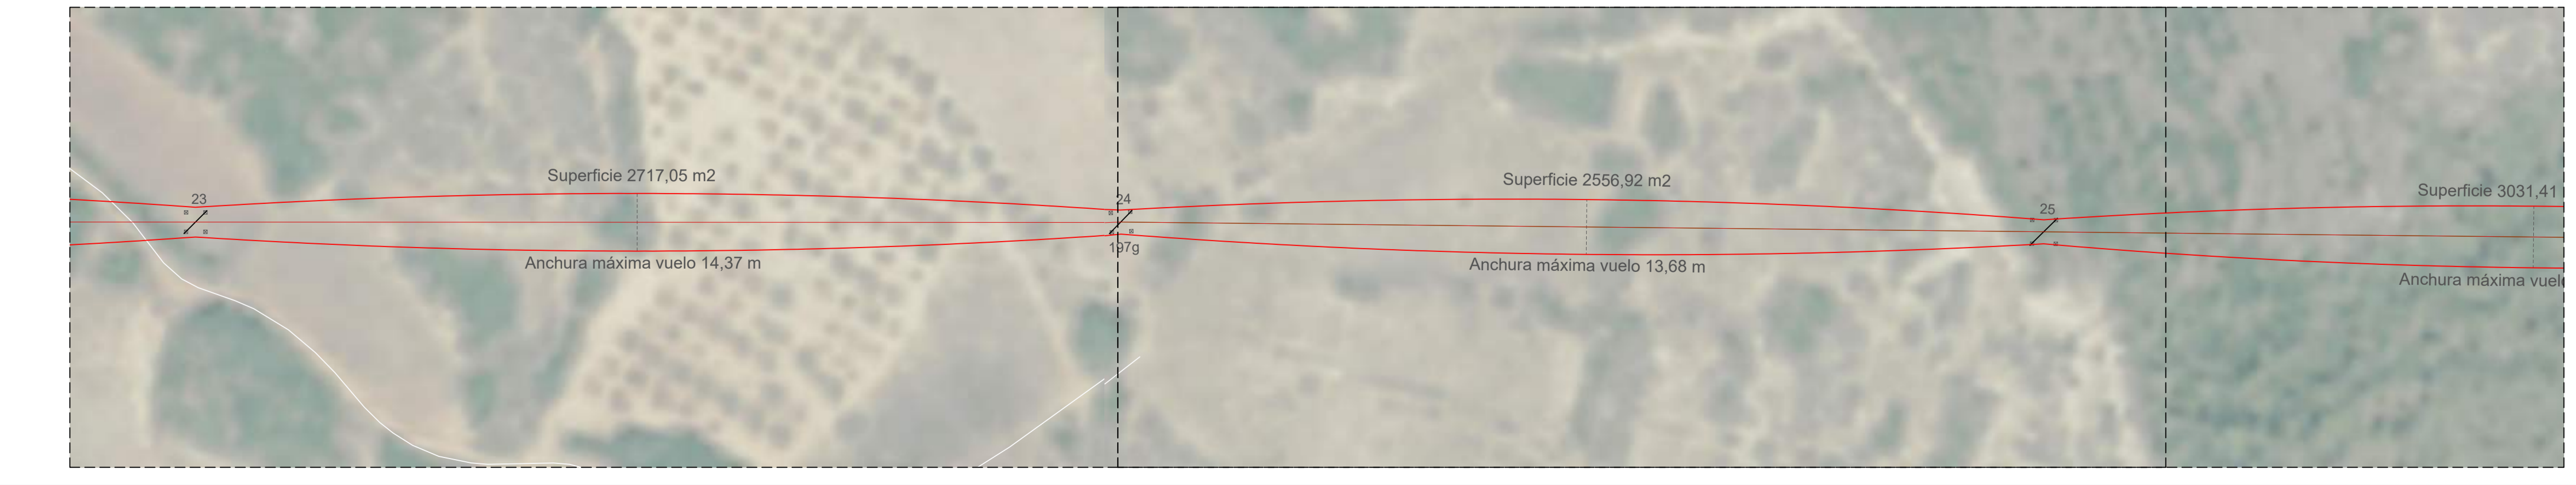 Superficie 2717,05 m2
Superficie 2556,92 m2
Superficie 3031,41
23
24
25
197g
Anchura máxima vuelo 14,37 m
Anchura máxima vuelo 13,68 m
Anchura máxima